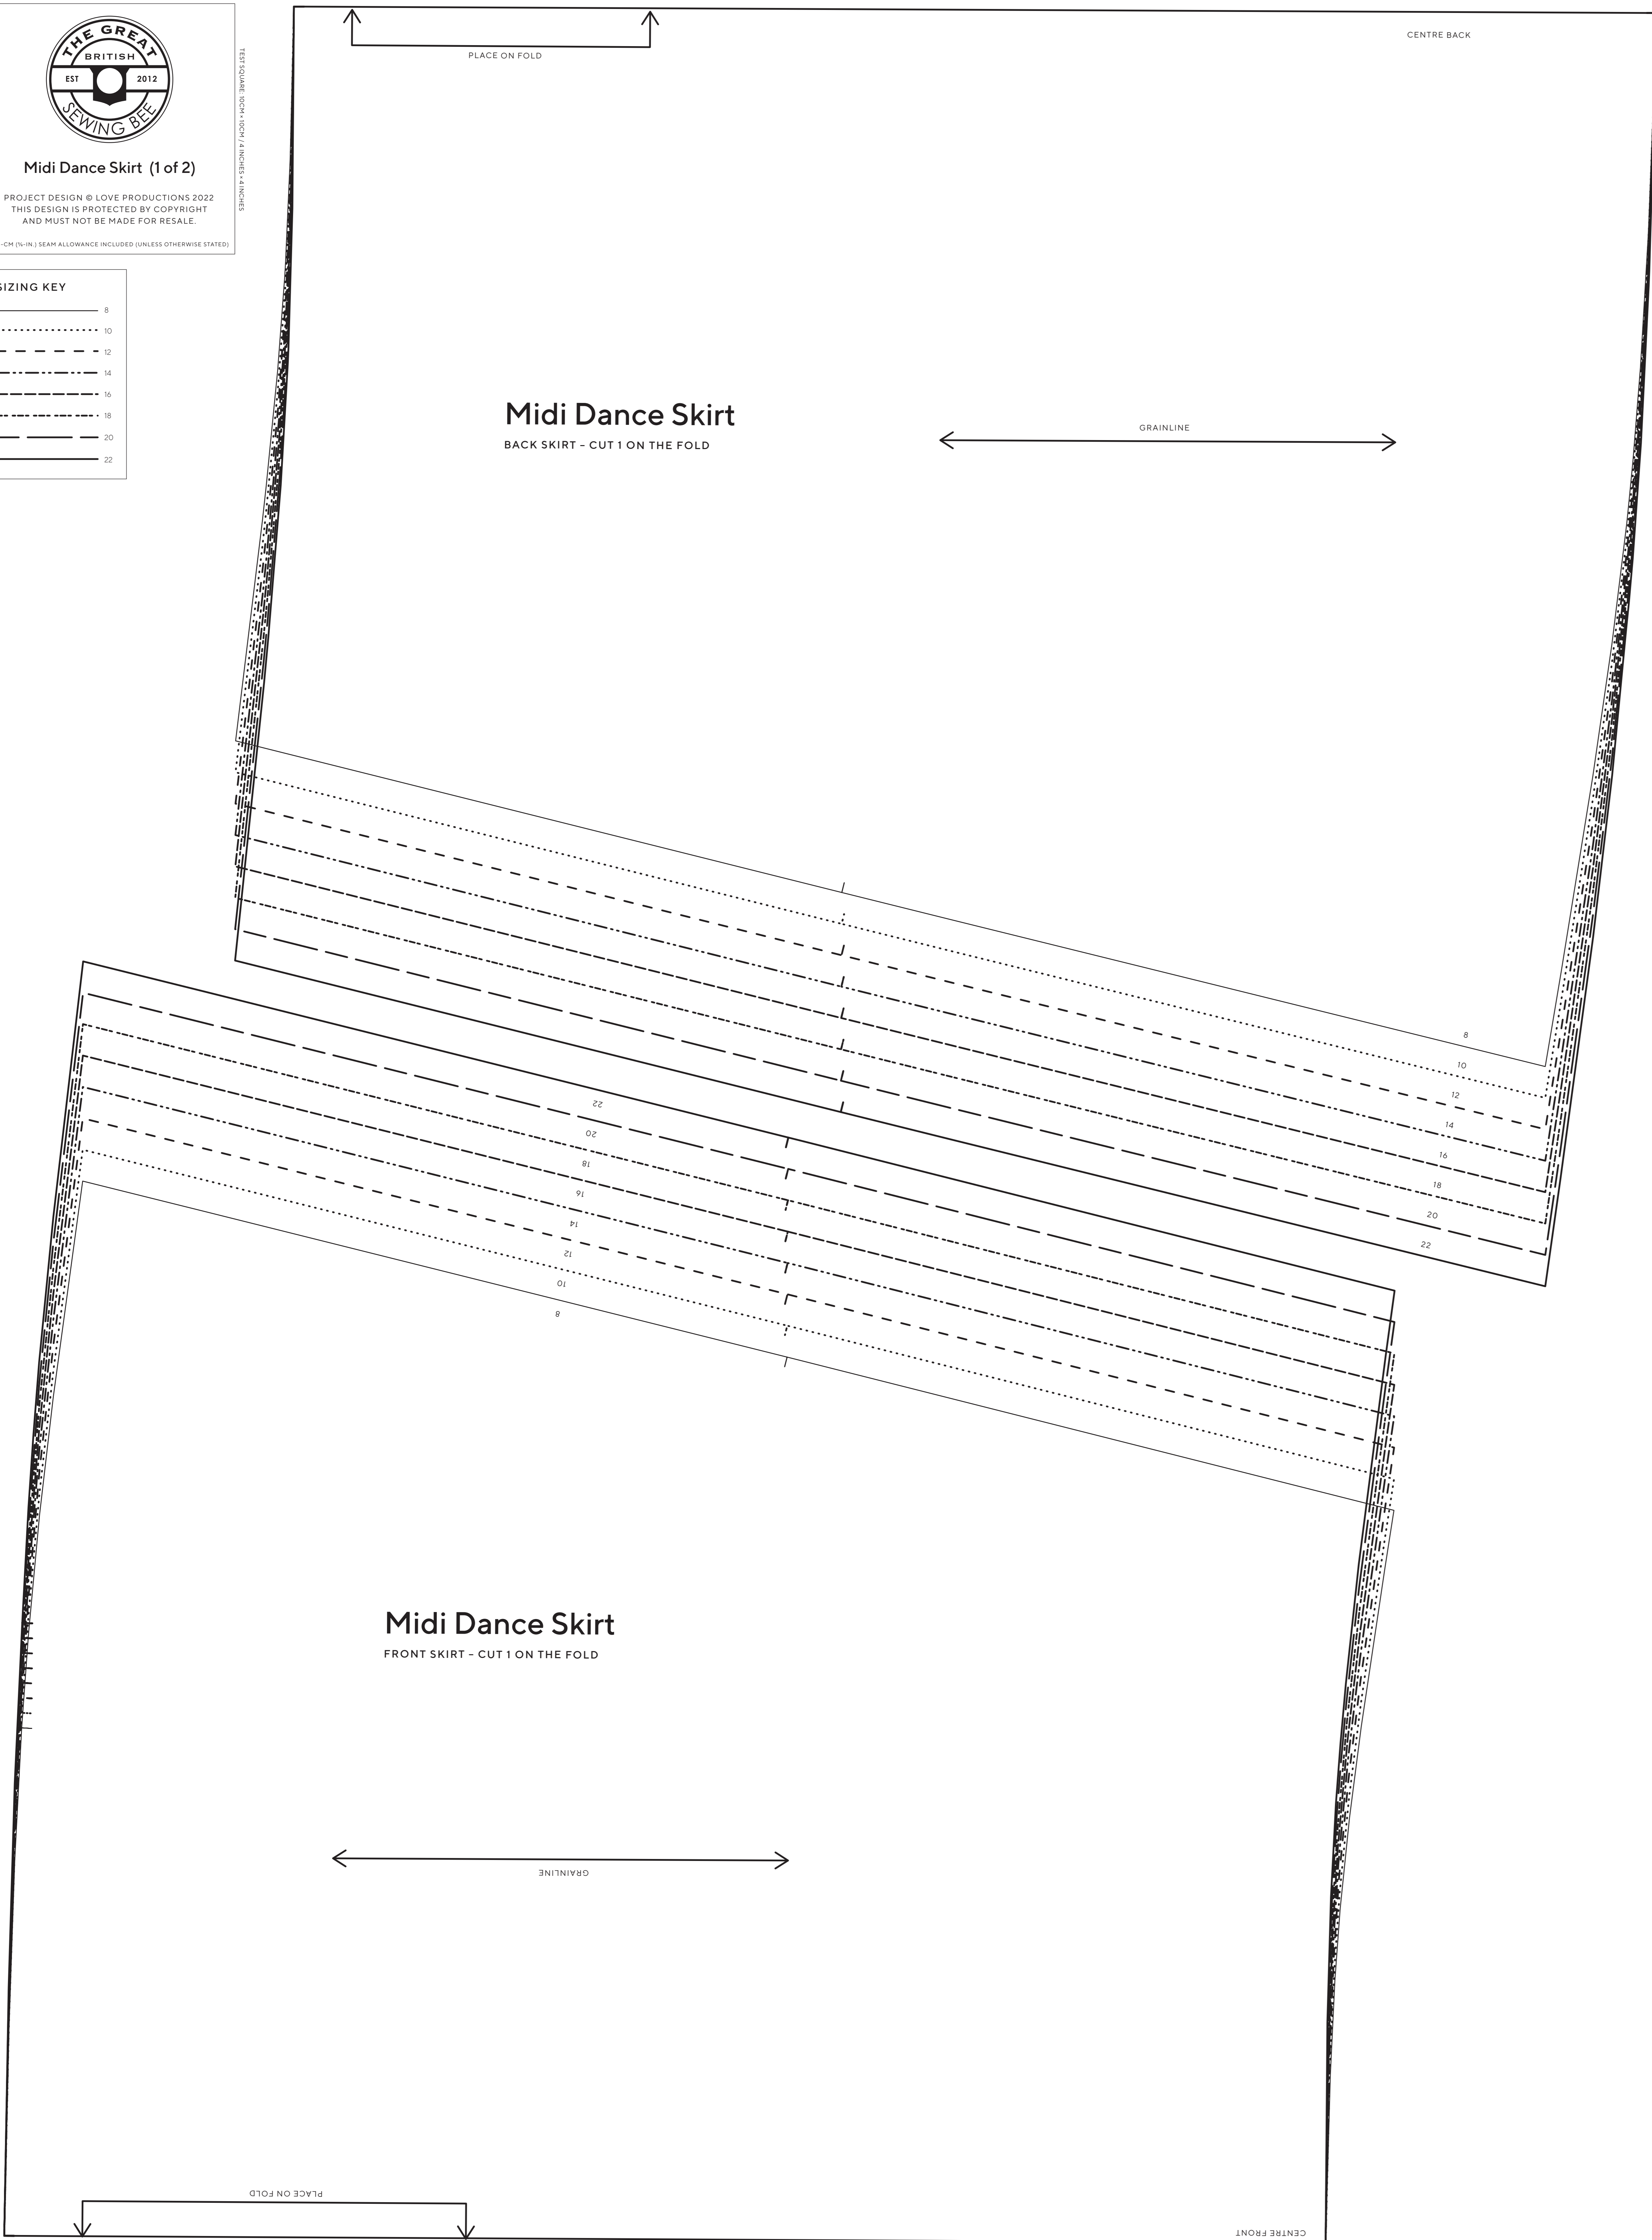 THE GREAT
BRITISH
EST 2012
SEWING BEE
Midi Dance Skirt (1 of 2)
PROJECT DESIGN © LOVE PRODUCTIONS 2022
THIS DESIGN IS PROTECTED BY COPYRIGHT
AND MUST NOT BE MADE FOR RESALE.
-CM (⅝-IN.) SEAM ALLOWANCE INCLUDED (UNLESS OTHERWISE STATED)
TEST SQUARE: 10CM × 10CM / 4 INCHES × 4 INCHES
SIZING KEY
8
10
12
14
16
18
20
22
PLACE ON FOLD
CENTRE BACK
Midi Dance Skirt
BACK SKIRT – CUT 1 ON THE FOLD
GRAINLINE
8
10
12
14
16
18
20
22
22
20
18
16
14
12
10
8
Midi Dance Skirt
FRONT SKIRT – CUT 1 ON THE FOLD
GRAINLINE
PLACE ON FOLD
CENTRE FRONT